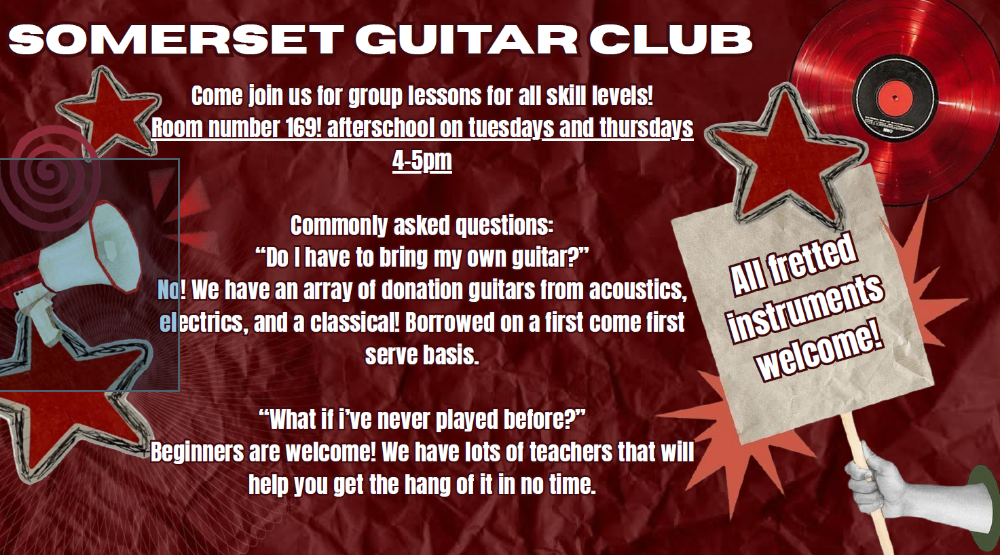 SOMERSET GUITAR CLUB
Come join us for group lessons for all skill levels!
Room number 169! afterschool on tuesdays and thursdays
4-5pm
Commonly asked questions:
“Do I have to bring my own guitar?”
No! We have an array of donation guitars from acoustics,
electrics, and a classical! Borrowed on a first come first
serve basis.
“What if i’ve never played before?”
Beginners are welcome! We have lots of teachers that will
help you get the hang of it in no time.
All fretted
instruments
welcome!